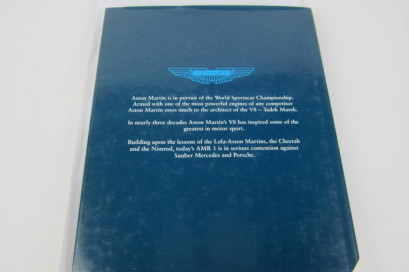 Aston Martin is in pursuit of the World Sportscar Championship.
Armed with one of the most powerful engines of any competitor
Aston Martin owes much to the architect of the V8 – Tadek Marek.
In nearly three decades Aston Martin's V8 has inspired some of the
greatest in motor sport.
Building upon the lessons of the Lola-Aston Martins, the Cheetah
and the Nimrod, today's AMR 1 is in serious contention against
Sauber Mercedes and Porsche.